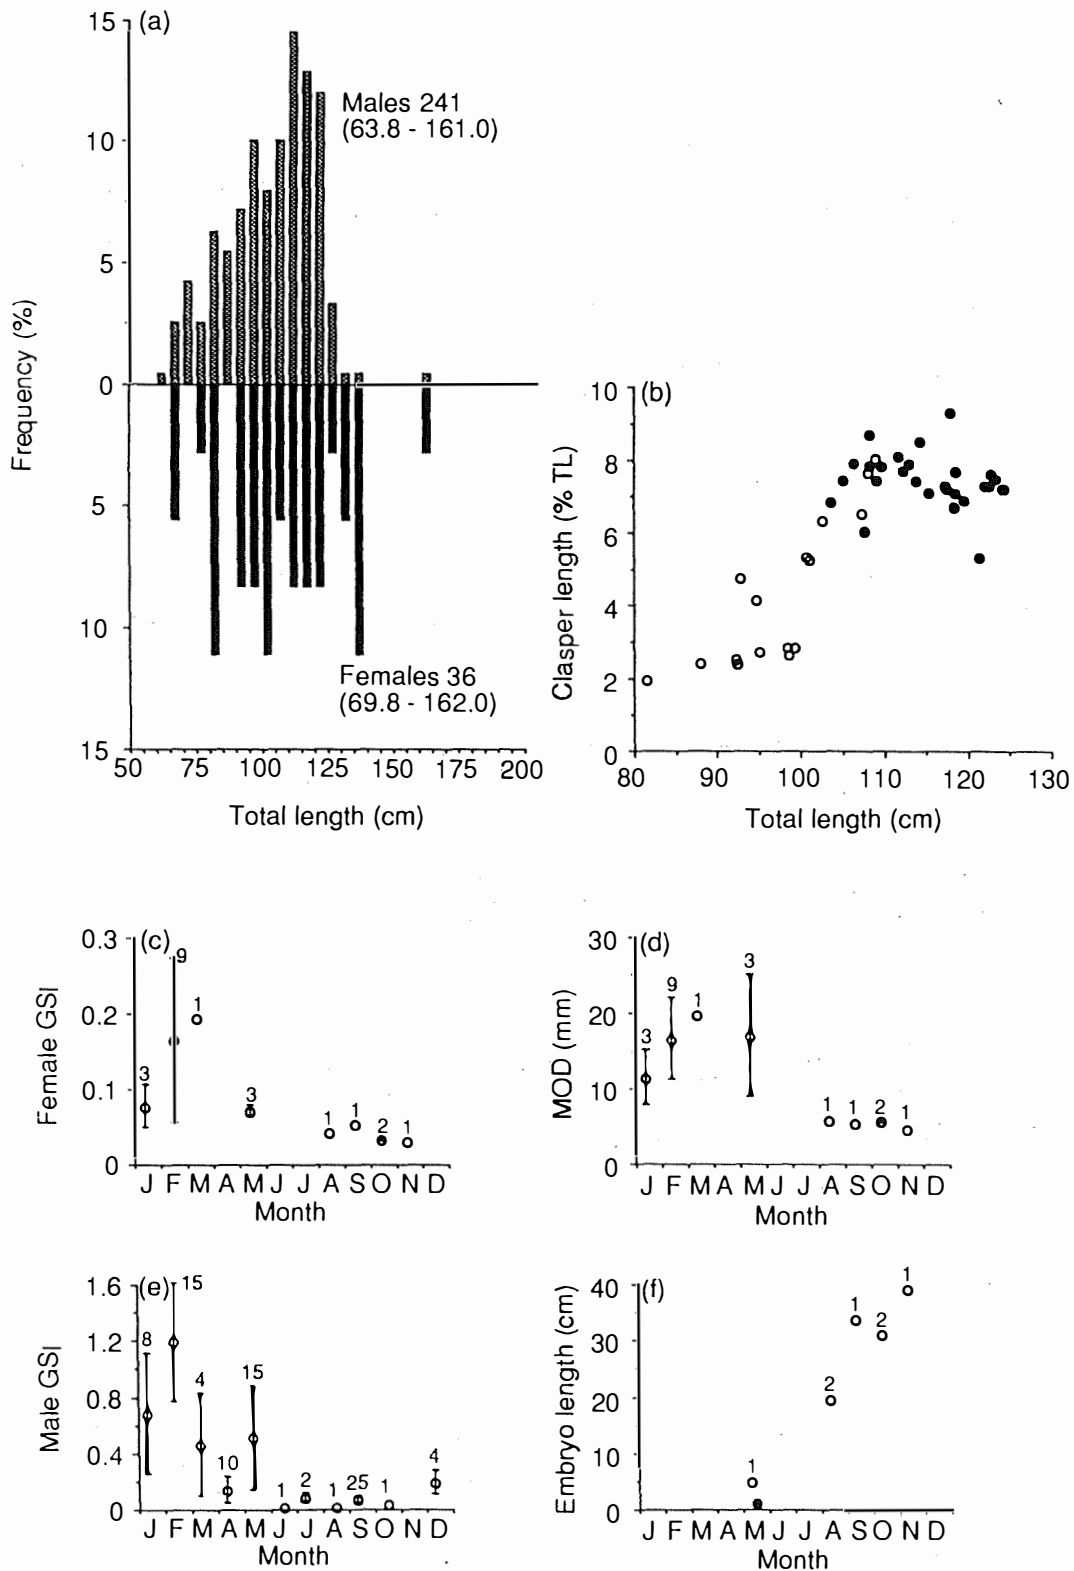 (a)
15
10
5
0
5
10
15
Frequency (%)
Males 241
(63.8 - 161.0)
Females 36
(69.8 - 162.0)
50 100 125 175 200
Total length (cm)
(b)
10
8
6
4
2
0
Clasper length (% TL)
80 90 100 110 120 130
Total length (cm)
(c)
0.3
0.2
0.1
0
Female GSI
3 9 1 3 1 1 2 1
J F M A M J J A S O N D
Month
(d)
30
20
10
0
MOD (mm)
3 9 1 3 1 1 2 1
J F M A M J J A S O N D
Month
(e)
1.6
1.2
0.8
0.4
0
Male GSI
8 15 4 10 15 1 2 1 25 1 4
J F M A M J J A S O N D
Month
(f)
40
30
20
10
0
Embryo length (cm)
1 2 1 2 1
J F M A M J J A S O N D
Month